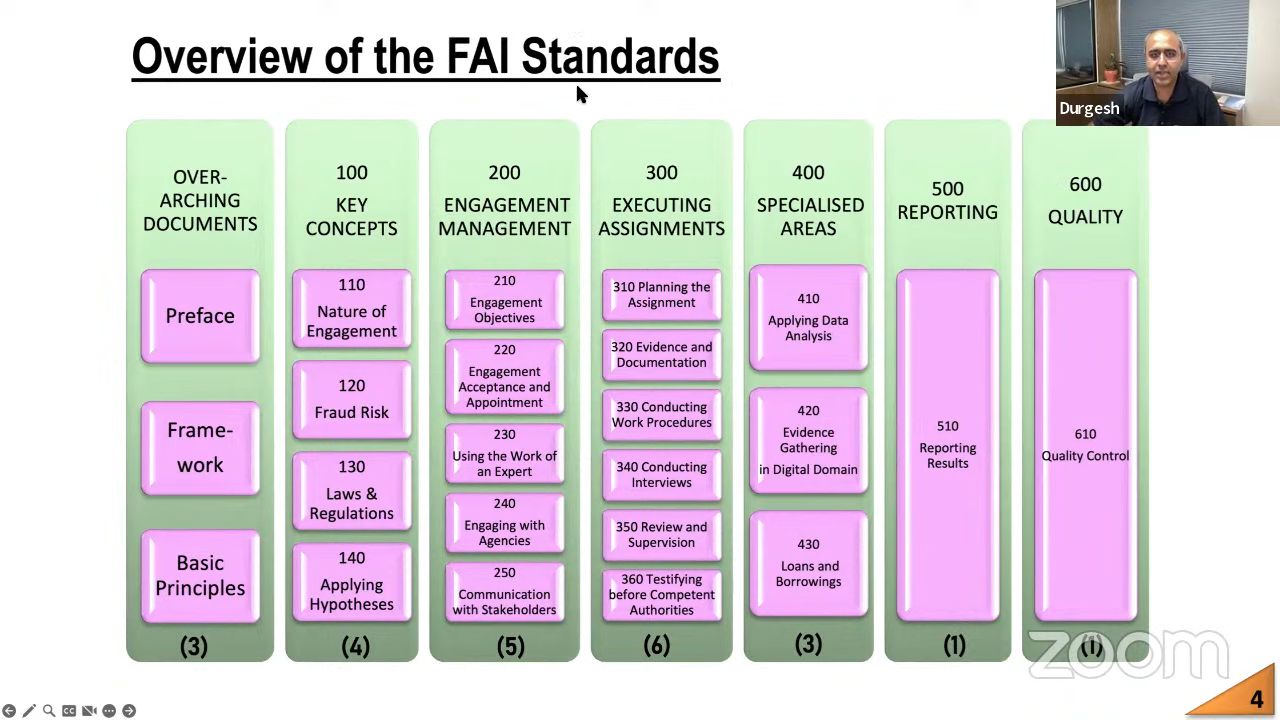 Overview of the FAI Standards
Durgesh
OVER-
ARCHING
DOCUMENTS
Preface
Frame-
work
Basic
Principles
(3)
100
KEY
CONCEPTS
110
Nature of
Engagement
120
Fraud Risk
130
Laws &
Regulations
140
Applying
Hypotheses
(4)
200
ENGAGEMENT
MANAGEMENT
210
Engagement
Objectives
220
Engagement
Acceptance and
Appointment
230
Using the Work of
an Expert
240
Engaging with
Agencies
250
Communication
with Stakeholders
(5)
300
EXECUTING
ASSIGNMENTS
310 Planning the
Assignment
320 Evidence and
Documentation
330 Conducting
Work Procedures
340 Conducting
Interviews
350 Review and
Supervision
360 Testifying
before Competent
Authorities
(6)
400
SPECIALISED
AREAS
410
Applying Data
Analysis
420
Evidence
Gathering
in Digital Domain
430
Loans and
Borrowings
(3)
500
REPORTING
510
Reporting
Results
(1)
600
QUALITY
610
Quality Control
(1)
zoom
4
CC